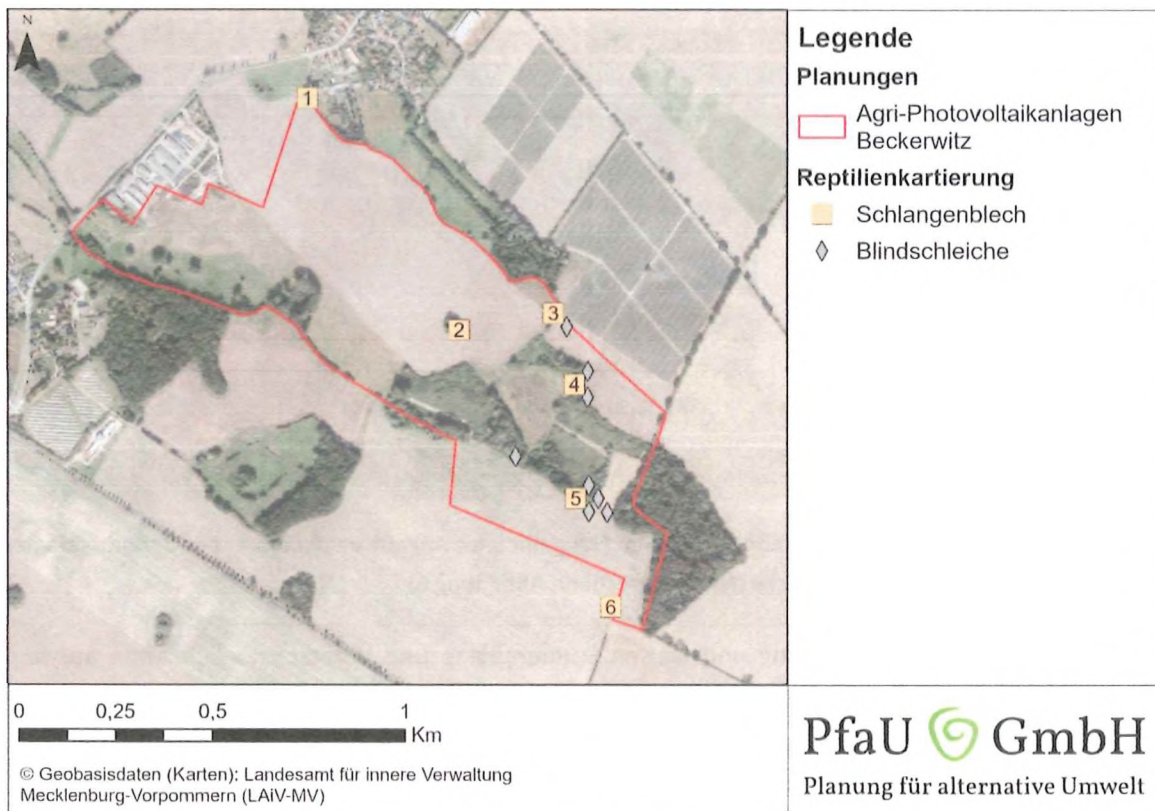 N
1
2
3
4
5
6
Legende
Planungen
Agri-Photovoltaikanlagen
Beckerwitz
Reptilienkartierung
Schlangenblech
Blindschleiche
0 0,25 0,5 1
Km
© Geobasisdaten (Karten): Landesamt für innere Verwaltung
Mecklenburg-Vorpommern (LAiV-MV)
PfaU GmbH
Planung für alternative Umwelt